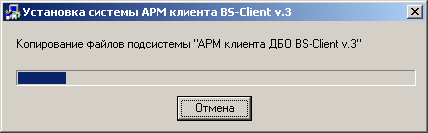 Установка системы АРМ клиента BS-Client v.3
Копирование файлов подсистемы "АРМ клиента ДБО BS-Client v.3"
Отмена